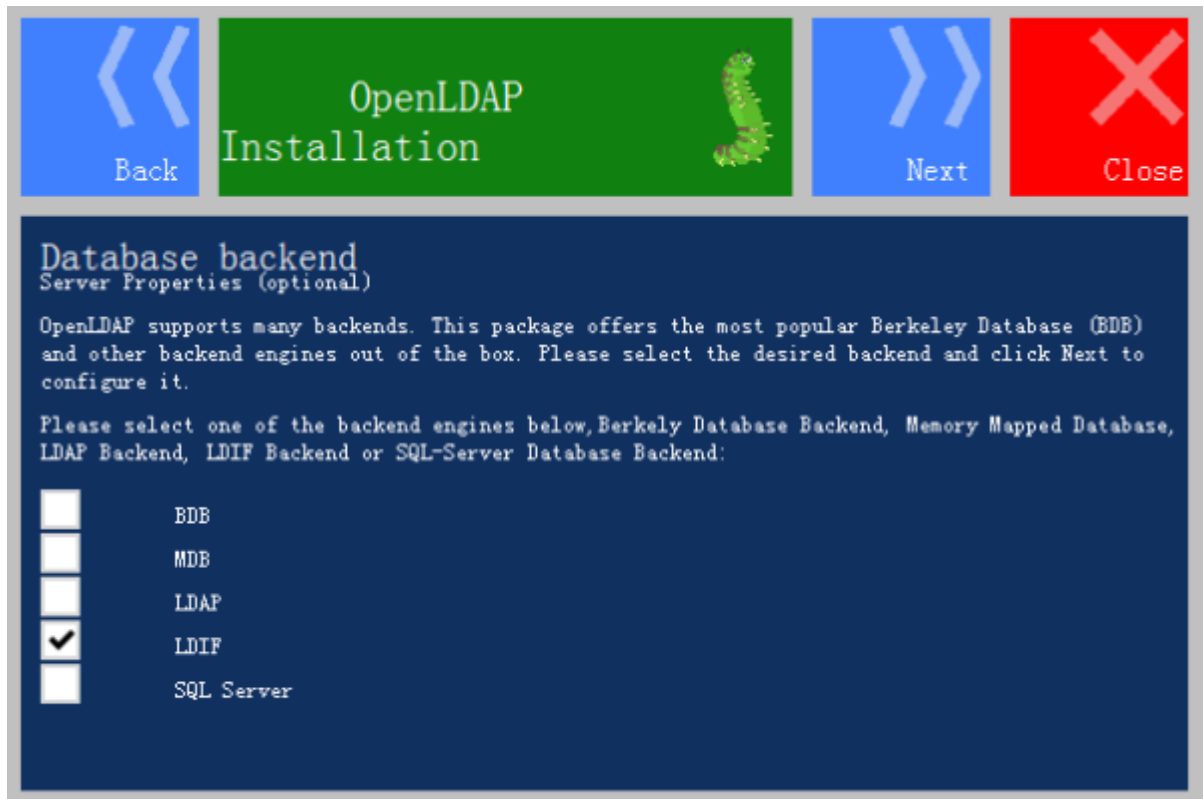 Back
OpenLDAP
Installation
Next
Close
Database backend
Server Properties (optional)
OpenLDAP supports many backends. This package offers the most popular Berkeley Database (BDB)
and other backend engines out of the box. Please select the desired backend and click Next to
configure it.
Please select one of the backend engines below,Berkely Database Backend, Memory Mapped Database,
LDAP Backend, LDIF Backend or SQL-Server Database Backend:
BDB
MDB
LDAP
LDIF
SQL Server